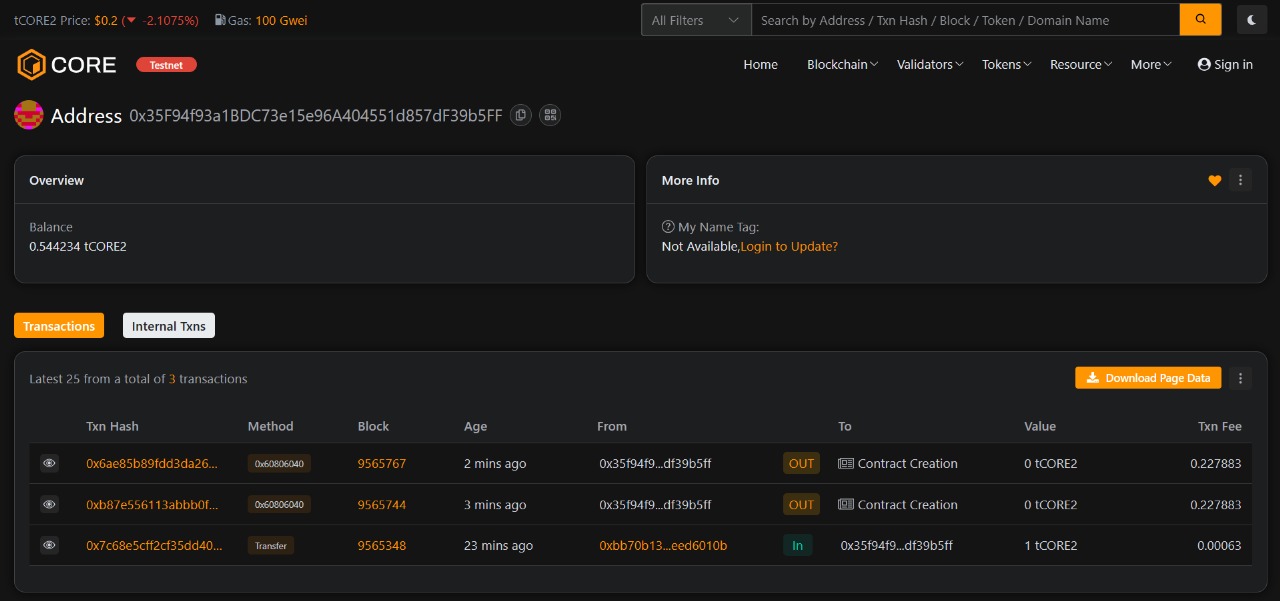 tCORE2 Price: $0.2 (▼ -2.1075%) Gas: 100 Gwei All Filters Search by Address / Txn Hash / Block / Token / Domain Name
CORE Testnet Home Blockchain Validators Tokens Resource More Sign in
Address 0x35F94f93a1BDC73e15e96A404551d857dF39b5FF
Overview
Balance
0.544234 tCORE2
More Info
My Name Tag:
Not Available,Login to Update?
Transactions Internal Txns
Latest 25 from a total of 3 transactions Download Page Data
Txn Hash Method Block Age From To Value Txn Fee
0x6ae85b89fdd3da26... 0x60806040 9565767 2 mins ago 0x35f94f9...df39b5ff OUT Contract Creation 0 tCORE2 0.227883
0xb87e556113abbb0f... 0x60806040 9565744 3 mins ago 0x35f94f9...df39b5ff OUT Contract Creation 0 tCORE2 0.227883
0x7c68e5cff2cf35dd40... Transfer 9565348 23 mins ago 0xbb70b13...eed6010b In 0x35f94f9...df39b5ff 1 tCORE2 0.00063